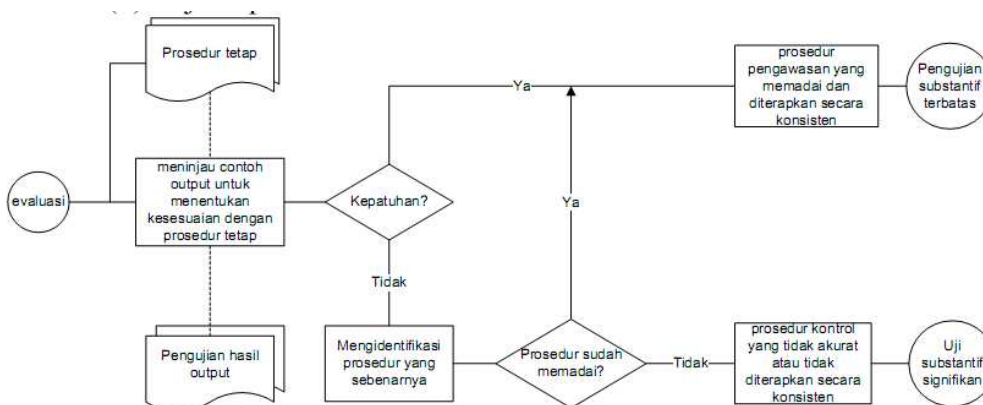 Prosedur tetap
Ya
prosedur
pengawasan yang
memadai dan
diterapkan secara
konsisten
Pengujian
substantif
terbatas
evaluasi
meninjau contoh
output untuk
menentukan
kesesuaian dengan
prosedur tetap
Kepatuhan?
Ya
Tidak
Pengujian hasil
output
Mengidentifikasi
prosedur yang
sebenarnya
Prosedur sudah
memadai?
Tidak
prosedur kontrol
yang tidak akurat
atau tidak
diterapkan secara
konsisten
Uji
substantif
signifikan